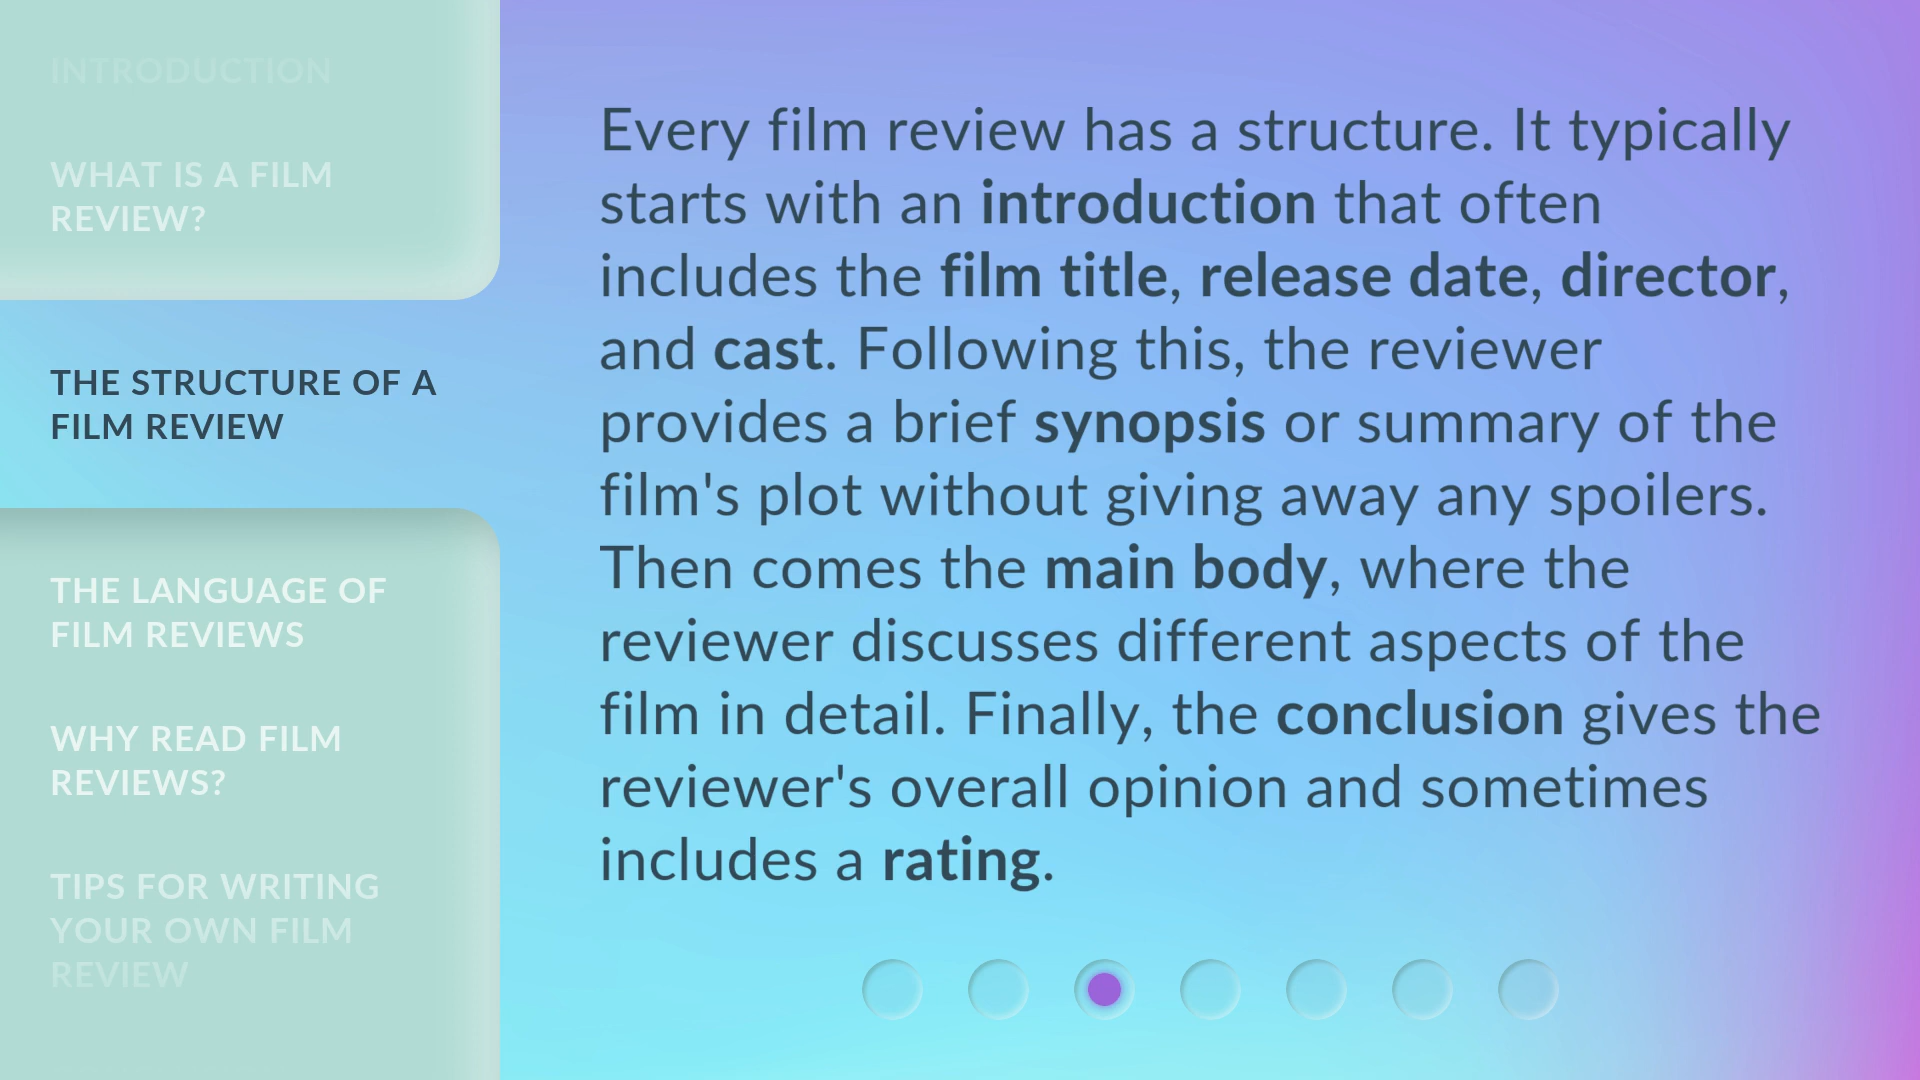 INTRODUCTION
WHAT IS A FILM
REVIEW?
THE STRUCTURE OF A
FILM REVIEW
THE LANGUAGE OF
FILM REVIEWS
WHY READ FILM
REVIEWS?
TIPS FOR WRITING
YOUR OWN FILM
REVIEW
Every film review has a structure. It typically
starts with an introduction that often
includes the film title, release date, director,
and cast. Following this, the reviewer
provides a brief synopsis or summary of the
film's plot without giving away any spoilers.
Then comes the main body, where the
reviewer discusses different aspects of the
film in detail. Finally, the conclusion gives the
reviewer's overall opinion and sometimes
includes a rating.